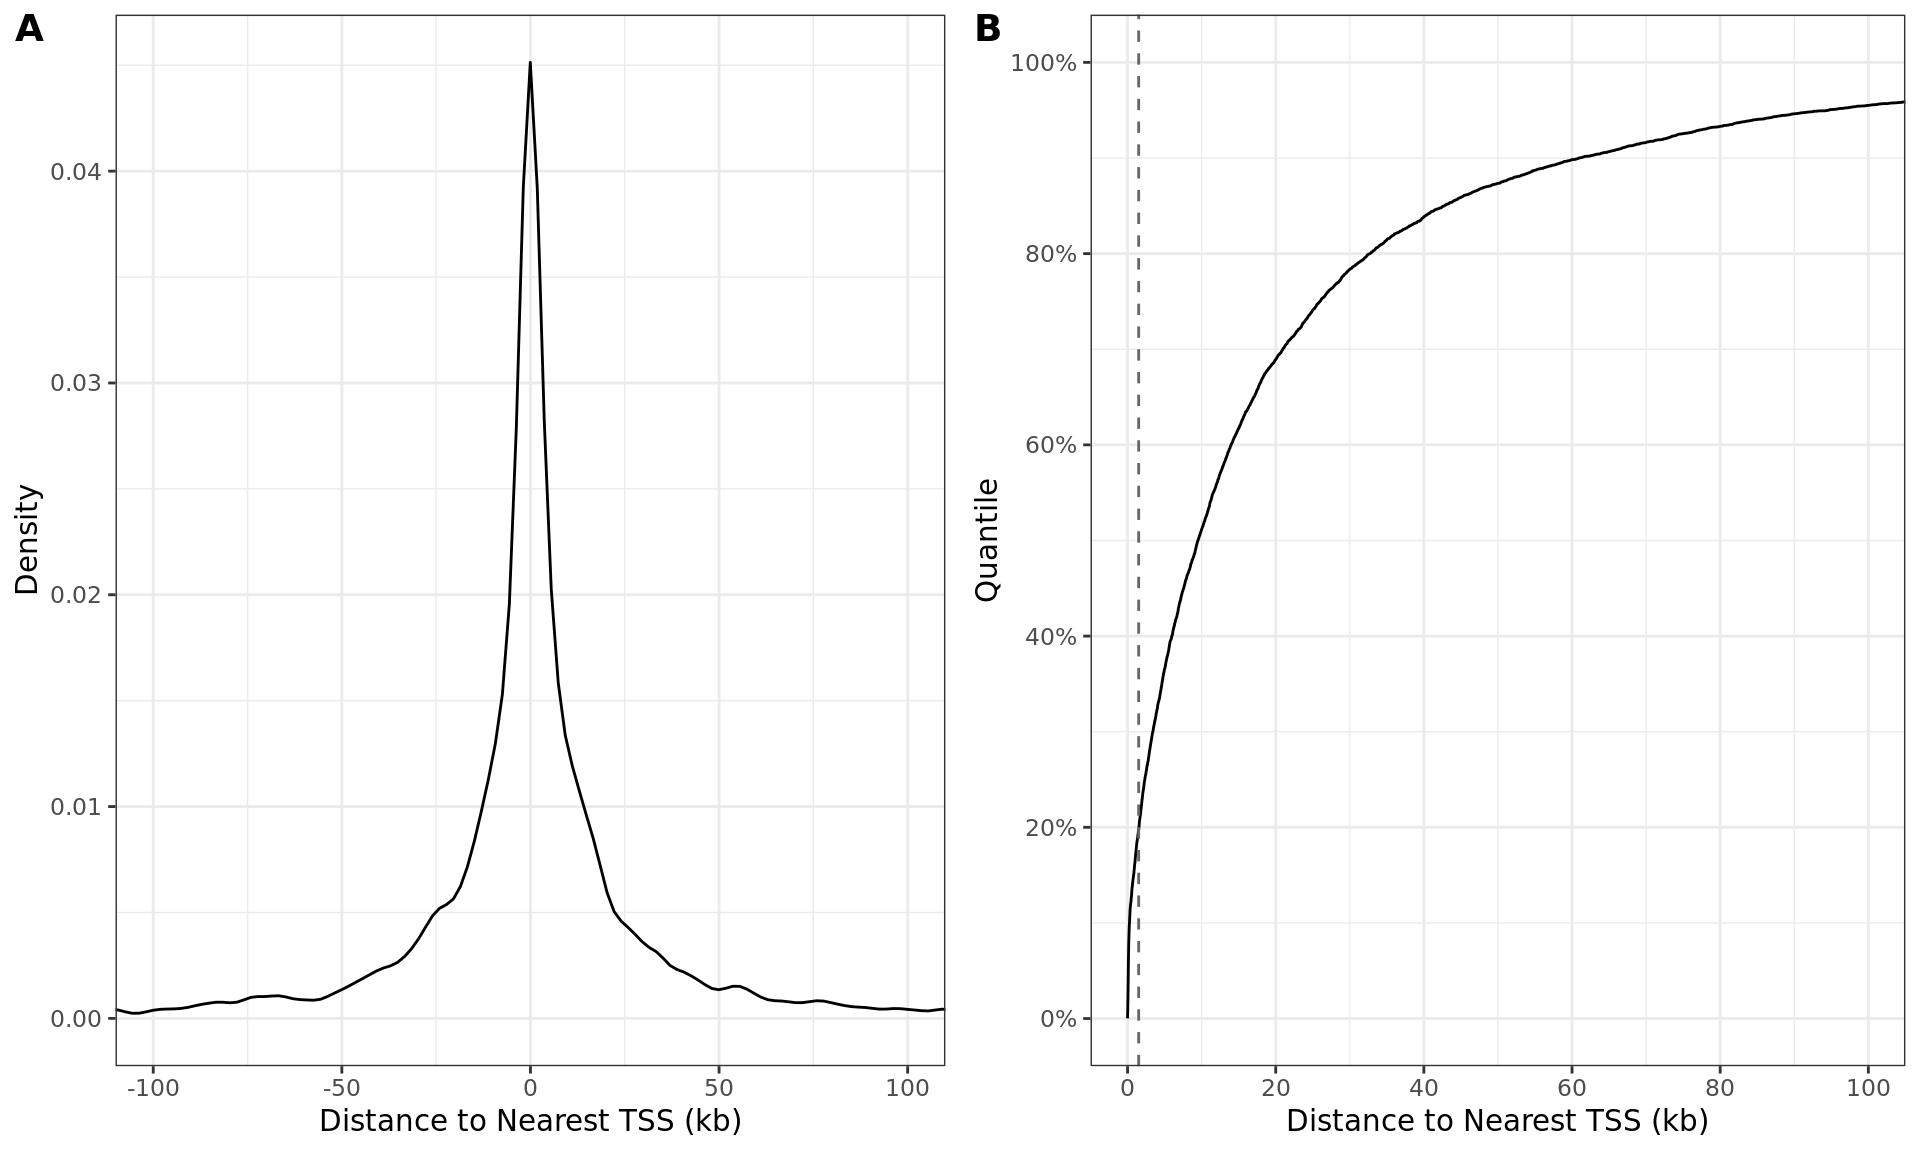 A
0.04
0.03
0.02
0.01
0.00
Density
-100 -50 0 50 100
Distance to Nearest TSS (kb)
B
100%
80%
60%
40%
20%
0%
Quantile
0 20 40 60 80 100
Distance to Nearest TSS (kb)